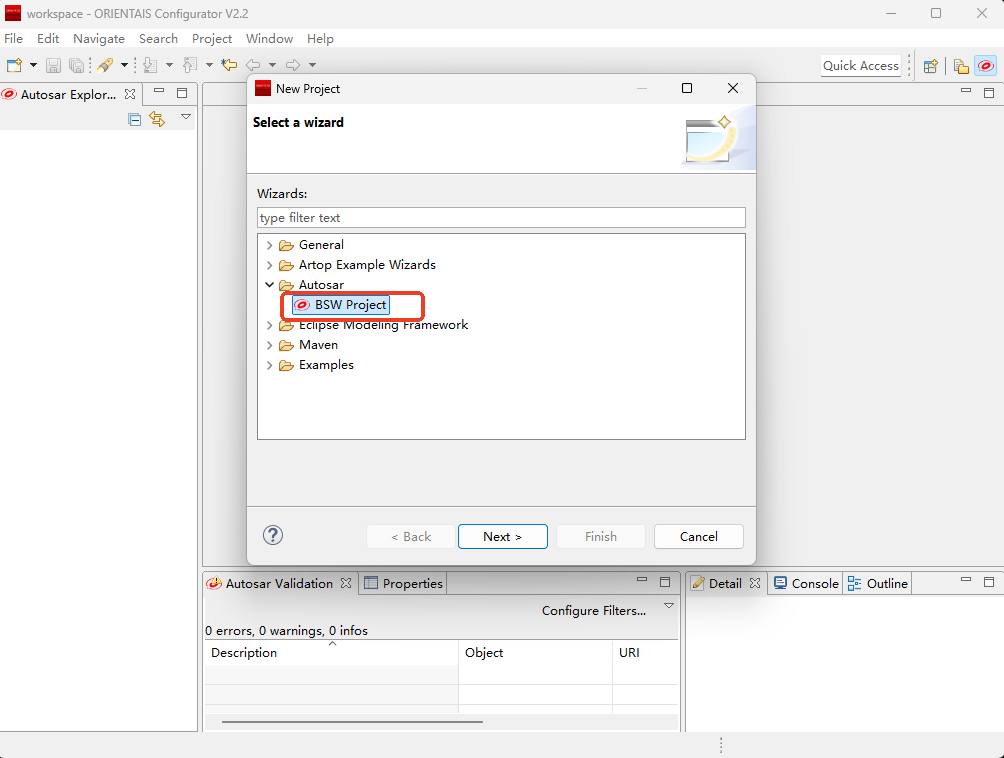 workspace - ORIENTAIS Configurator V2.2
File Edit Navigate Search Project Window Help
Quick Access
Autosar Explor...
New Project
Select a wizard
Wizards:
type filter text
General
Artop Example Wizards
Autosar
BSW Project
Eclipse Modeling Framework
Maven
Examples
?
< Back Next > Finish Cancel
Autosar Validation Properties
Configure Filters...
0 errors, 0 warnings, 0 infos
Description Object URI
Detail Console Outline